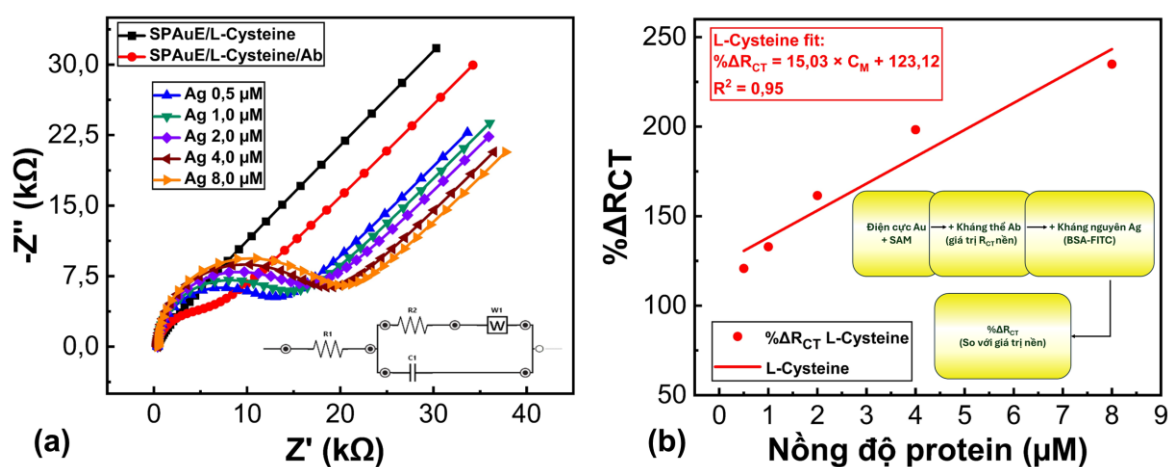 SPAuE/L-Cysteine
SPAuE/L-Cysteine/Ab
Ag 0,5 µM
Ag 1,0 µM
Ag 2,0 µM
Ag 4,0 µM
Ag 8,0 µM
30,0
22,5
15,0
7,5
0,0
-Z'' (kΩ)
R1
R2
W1
W
C1
0
10
20
30
40
(a)
Z' (kΩ)
250
200
150
100
50
%ΔRCT
L-Cysteine fit:
%ΔR_CT = 15,03 × C_M + 123,12
R² = 0,95
Điện cực Au
+ SAM
+ Kháng thể Ab
(giá trị R_CT nền)
+ Kháng nguyên Ag
(BSA-FITC)
%ΔR_CT
(So với giá trị nền)
%ΔR_CT L-Cysteine
L-Cysteine
0 1 2 3 4 5 6 7 8 9
(b)
Nồng độ protein (µM)